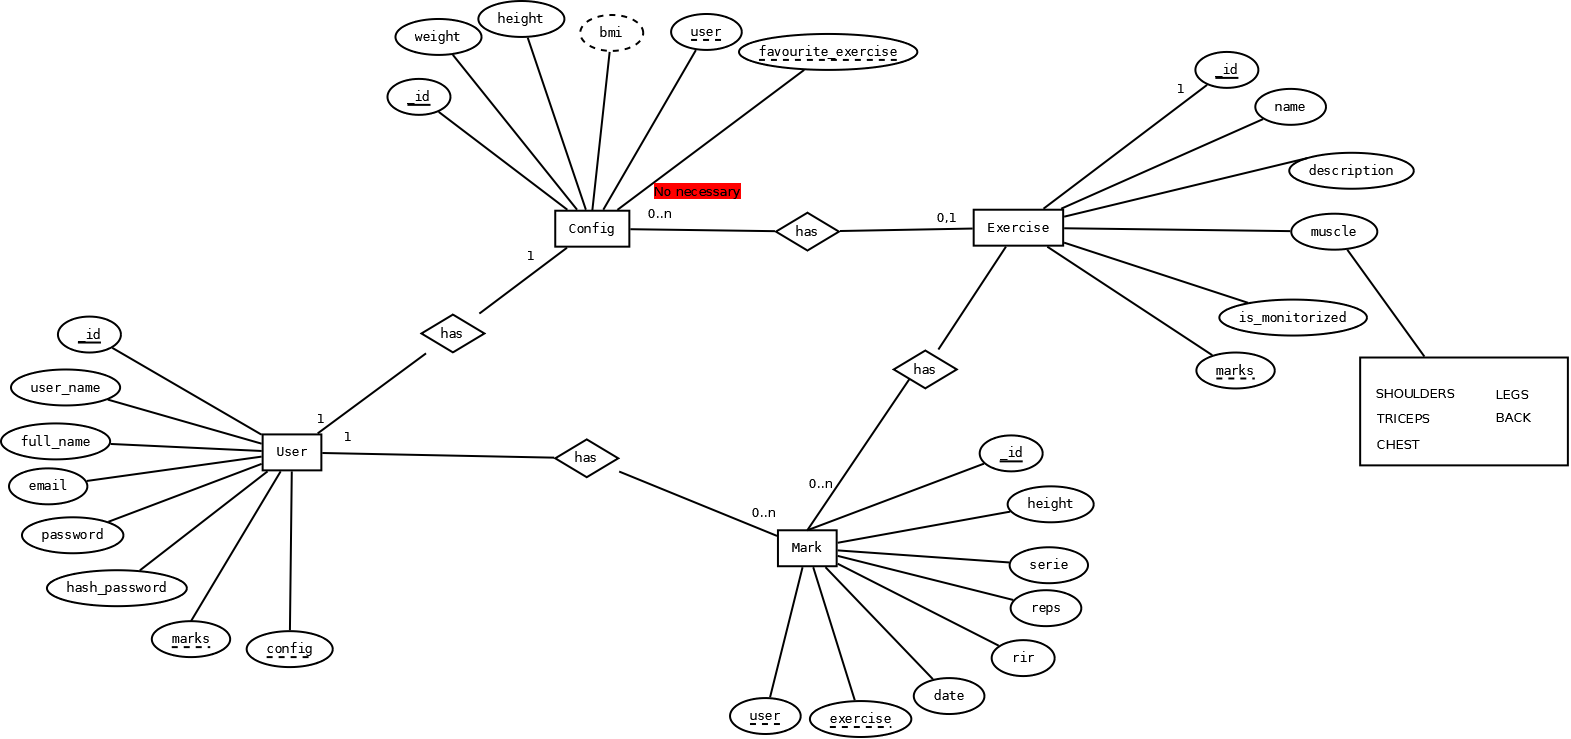 height
bmi
user
weight
favourite_exercise
_id
_id
1
name
description
No necessary
0..n
0,1
Config
has
Exercise
muscle
1
_id
has
is_monitorized
has
marks
user_name
SHOULDERS
LEGS
1
TRICEPS
BACK
full_name
1
CHEST
User
has
_id
email
0..n
height
0..n
password
Mark
serie
hash_password
reps
marks
config
rir
date
user
exercise